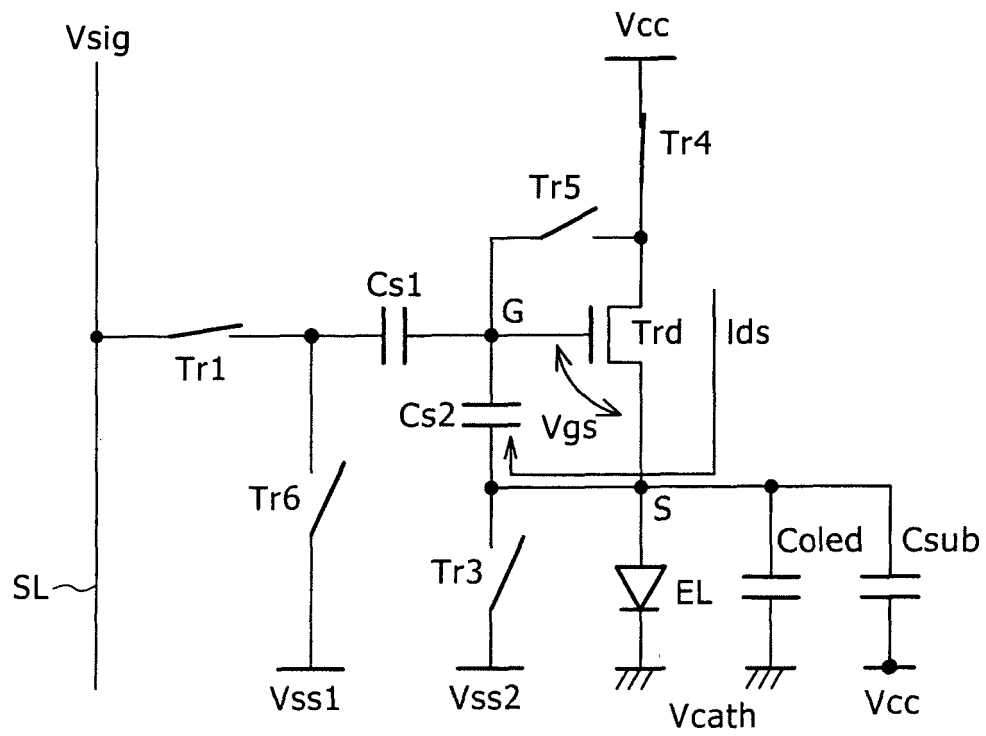 Vsig
Vcc
Tr4
Tr5
Cs1
G
Trd
Ids
Tr1
Cs2
Vgs
Tr6
S
Coled
Csub
Tr3
EL
SL
Vss1
Vss2
Vcath
Vcc